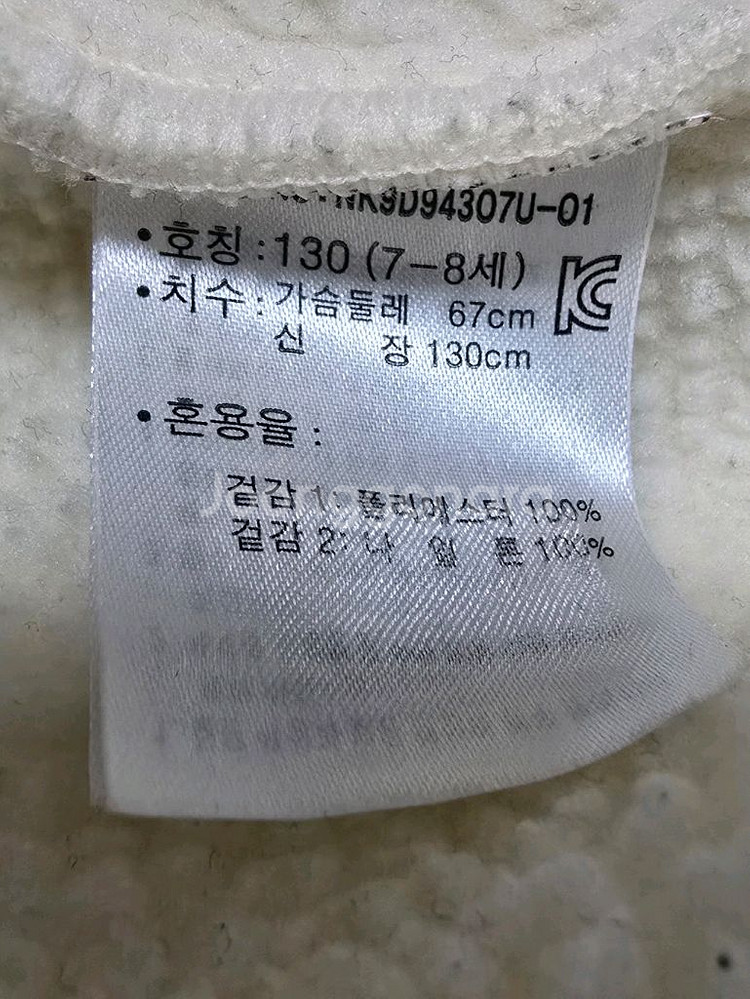 NK9D94307U-01
• 호칭 : 130 (7-8세)
• 치수 : 가슴둘레 67cm
신 장 130cm
• 혼용율 :
겉감 1: 폴리에스터 100%
겉감 2: 나 일 론 100%